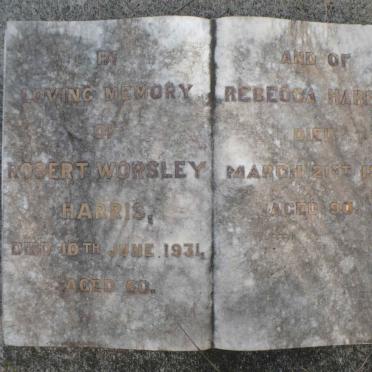 IN
LOVING MEMORY
OF
ROBERT WORSLEY
HARRIS,
DIED 10TH JUNE 1931,
AGED 60.
AND OF
REBECCA
DIED
MARCH 21ST
AGED 90.